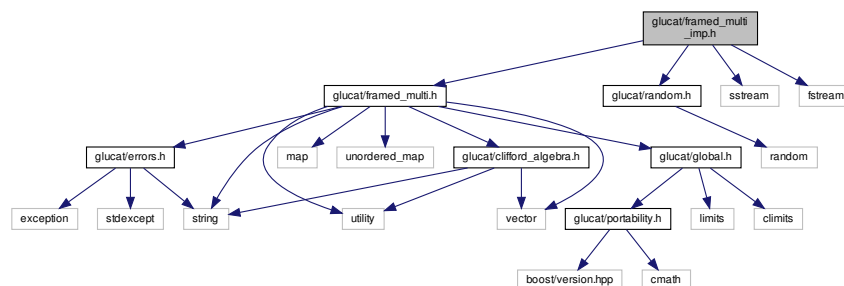 glucat/framed_multi
_imp.h
glucat/framed_multi.h
glucat/random.h
sstream
fstream
glucat/errors.h
map
unordered_map
glucat/clifford_algebra.h
glucat/global.h
random
exception
stdexcept
string
utility
vector
glucat/portability.h
limits
climits
boost/version.hpp
cmath